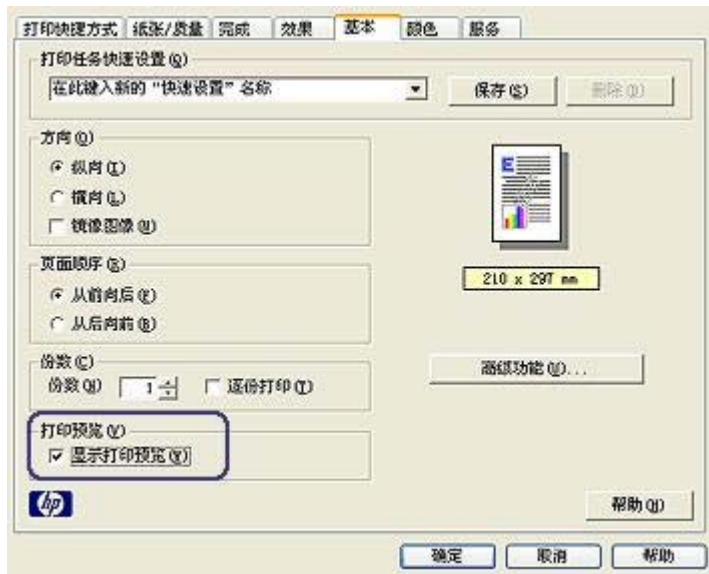 打印快捷方式 纸张/质量 完成 效果 基本 颜色 服务
打印任务快速设置(Q)
在此键入新的“快速设置”名称
保存(S) 删除(D)
方向(O)
纵向(T)
横向(L)
镜像图像(M)
E
210 x 297 mm
页面顺序(G)
从前向后(F)
从后向前(B)
份数(C)
份数(N) 1 逐份打印(T)
高级功能(U)...
打印预览(V)
显示打印预览(Y)
hp
帮助(H)
确定 取消 帮助